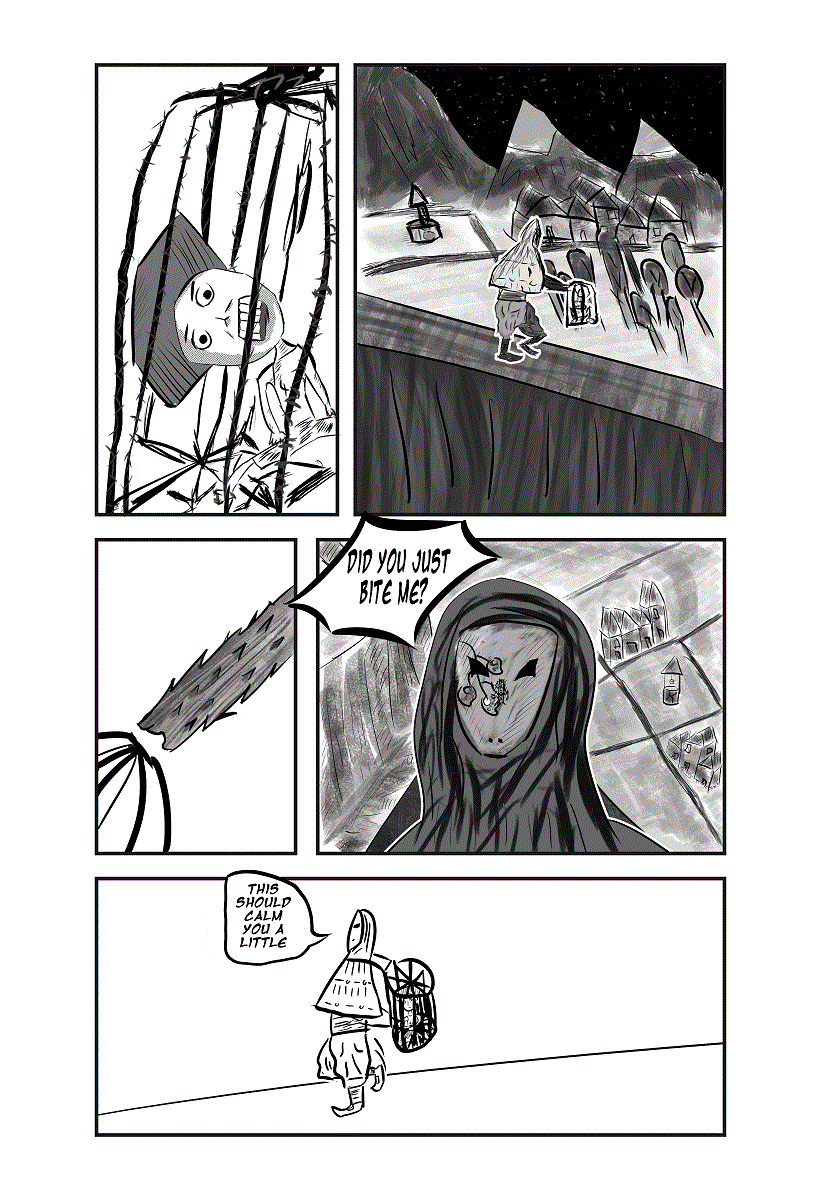 DID YOU JUST
BITE ME?
THIS
SHOULD
CALM
YOU A
LITTLE